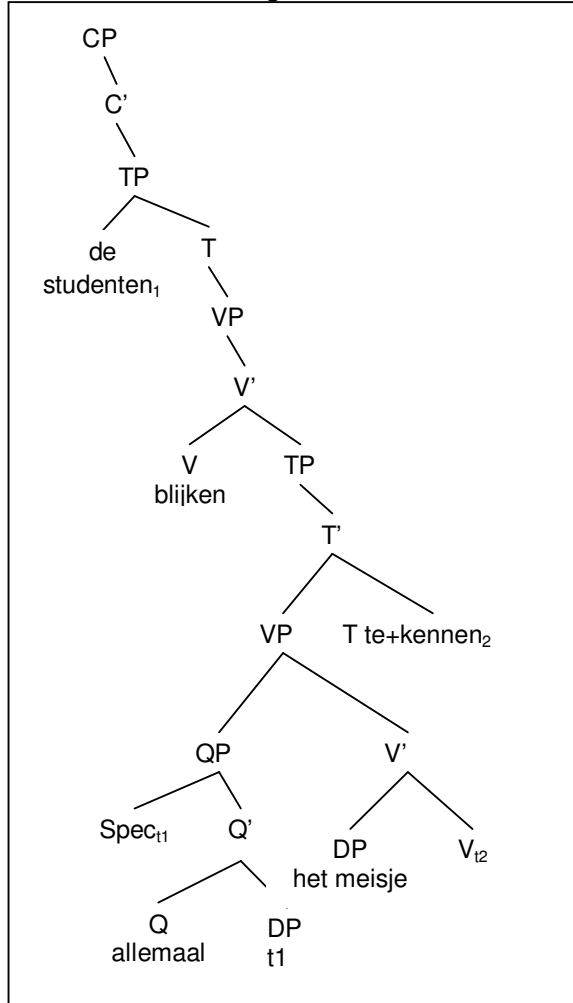 CP
C’
TP
de
studenten1
T
VP
V’
V
blijken
TP
T’
VP
T te+kennen2
QP
V’
Spect1
Q’
DP
het meisje
Vt2
Q
allemaal
DP
t1